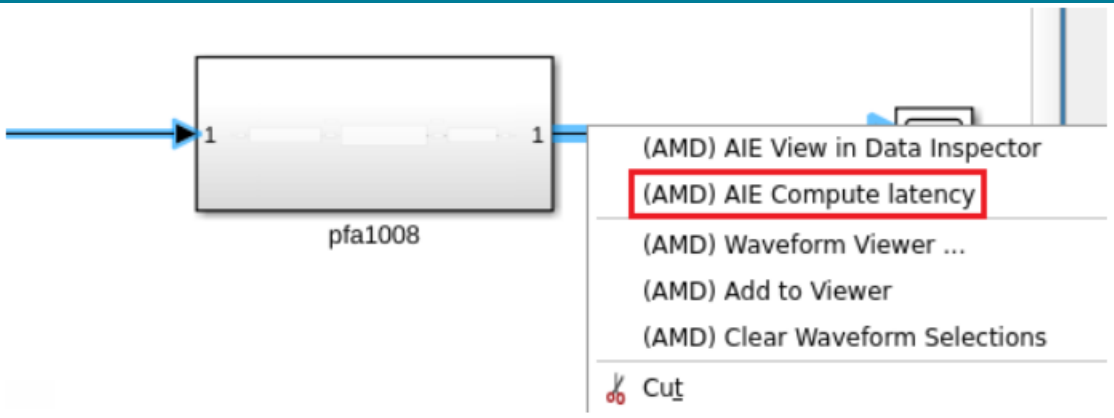 1
1
pfa1008
(AMD) AIE View in Data Inspector
(AMD) AIE Compute latency
(AMD) Waveform Viewer ...
(AMD) Add to Viewer
(AMD) Clear Waveform Selections
Cut